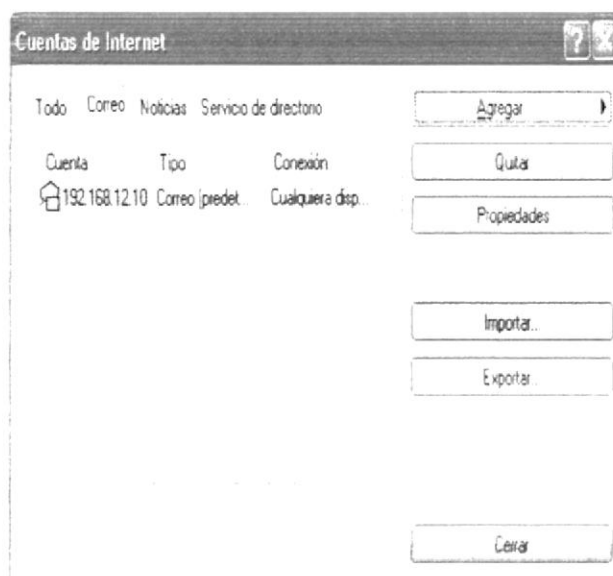 Cuentas de Internet
Todo Correo Noticias Servicio de directorio
Agregar
Cuenta Tipo Conexión
Quitar
192.168.12.10 Correo (predet... Cualquiera disp...
Propiedades
Importar...
Exportar...
Cerrar